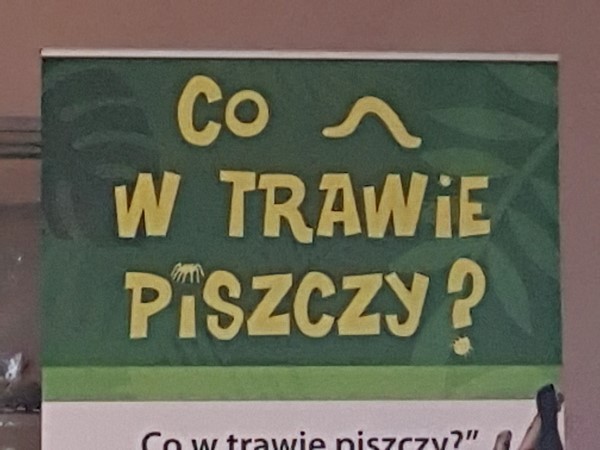 Co
w TRAWiE
PiSZCZY?
Co w trawie piszczy?”